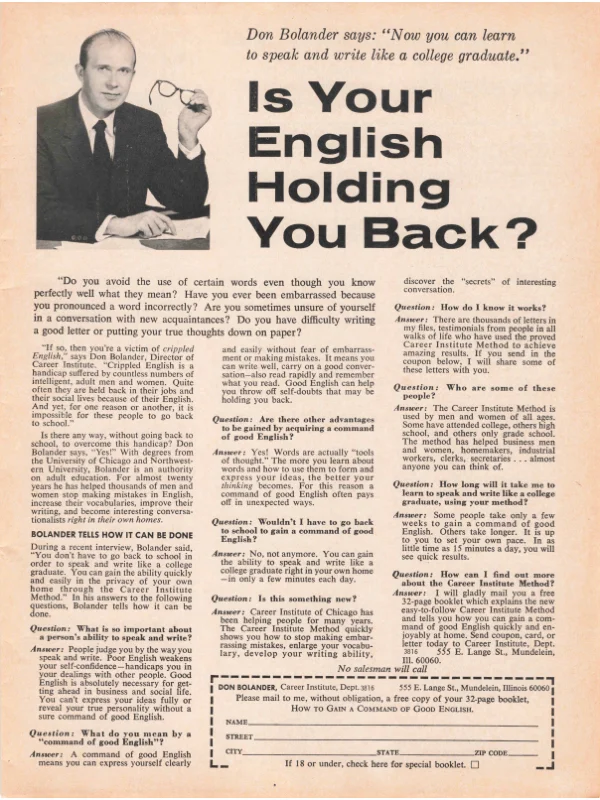 Don Bolander says: "Now you can learn
to speak and write like a college graduate."
Is Your
English
Holding
You Back?
"Do you avoid the use of certain words even though you know
perfectly well what they mean? Have you ever been embarrassed because
you pronounced a word incorrectly? Are you sometimes unsure of yourself
in a conversation with new acquaintances? Do you have difficulty writing
a good letter or putting your true thoughts down on paper?
"If so, then you're a victim of crippled
English," says Don Bolander, Director of
Career Institute. "Crippled English is a
handicap suffered by countless numbers of
intelligent, adult men and women. Quite
often they are held back in their jobs and
their social lives because of their English.
And yet, for one reason or another, it is
impossible for these people to go back
to school."
Is there any way, without going back to
school, to overcome this handicap? Don
Bolander says, "Yes!" With degrees from
the University of Chicago and Northwest-
ern University, Bolander is an authority
on adult education. For almost twenty
years he has helped thousands of men and
women stop making mistakes in English,
increase their vocabularies, improve their
writing, and become interesting conversa-
tionalists right in their own homes.
BOLANDER TELLS HOW IT CAN BE DONE
During a recent interview, Bolander said,
"You don't have to go back to school in
order to speak and write like a college
graduate. You can gain the ability quickly
and easily in the privacy of your own
home through the Career Institute
Method." In his answers to the following
questions, Bolander tells how it can be
done.
Question: What is so important about
a person's ability to speak and write?
Answer: People judge you by the way you
speak and write. Poor English weakens
your self-confidence—handicaps you in
your dealings with other people. Good
English is absolutely necessary for get-
ting ahead in business and social life.
You can't express your ideas fully or
reveal your true personality without a
sure command of good English.
Question: What do you mean by a
"command of good English"?
Answer: A command of good English
means you can express yourself clearly
and easily without fear of embarrass-
ment or making mistakes. It means you
can write well, carry on a good conver-
sation—also read rapidly and remember
what you read. Good English can help
you throw off self-doubts that may be
holding you back.
Question: Are there other advantages
to be gained by acquiring a command
of good English?
Answer: Yes! Words are actually "tools
of thought." The more you learn about
words and how to use them to form and
express your ideas, the better your
thinking becomes. For this reason a
command of good English often pays
off in unexpected ways.
Question: Wouldn't I have to go back
to school to gain a command of good
English?
Answer: No, not anymore. You can gain
the ability to speak and write like a
college graduate right in your own home
—in only a few minutes each day.
Question: Is this something new?
Answer: Career Institute of Chicago has
been helping people for many years.
The Career Institute Method quickly
shows you how to stop making embar-
rassing mistakes, enlarge your vocabu-
lary, develop your writing ability,
discover the "secrets" of interesting
conversation.
Question: How do I know it works?
Answer: There are thousands of letters in
my files, testimonials from people in all
walks of life who have used the proved
Career Institute Method to achieve
amazing results. If you send in the
coupon below, I will share some of
these letters with you.
Question: Who are some of these
people?
Answer: The Career Institute Method is
used by men and women of all ages.
Some have attended college, others high
school, and others only grade school.
The method has helped business men
and women, homemakers, industrial
workers, clerks, secretaries . . . almost
anyone you can think of.
Question: How long will it take me to
learn to speak and write like a college
graduate, using your method?
Answer: Some people take only a few
weeks to gain a command of good
English. Others take longer. It is up
to you to set your own pace. In as
little time as 15 minutes a day, you will
see quick results.
Question: How can I find out more
about the Career Institute Method?
Answer: I will gladly mail you a free
32-page booklet which explains the new
easy-to-follow Career Institute Method
and tells you how you can gain a com-
mand of good English quickly and en-
joyably at home. Send coupon, card, or
letter today to Career Institute, Dept.
3816 555 E. Lange St., Mundelein,
Ill. 60060.
No salesman will call
DON BOLANDER, Career Institute, Dept. 3816 555 E. Lange St., Mundelein, Illinois 60060
Please mail to me, without obligation, a free copy of your 32-page booklet,
HOW TO GAIN A COMMAND OF GOOD ENGLISH.
NAME
STREET
CITY STATE ZIP CODE
If 18 or under, check here for special booklet. □